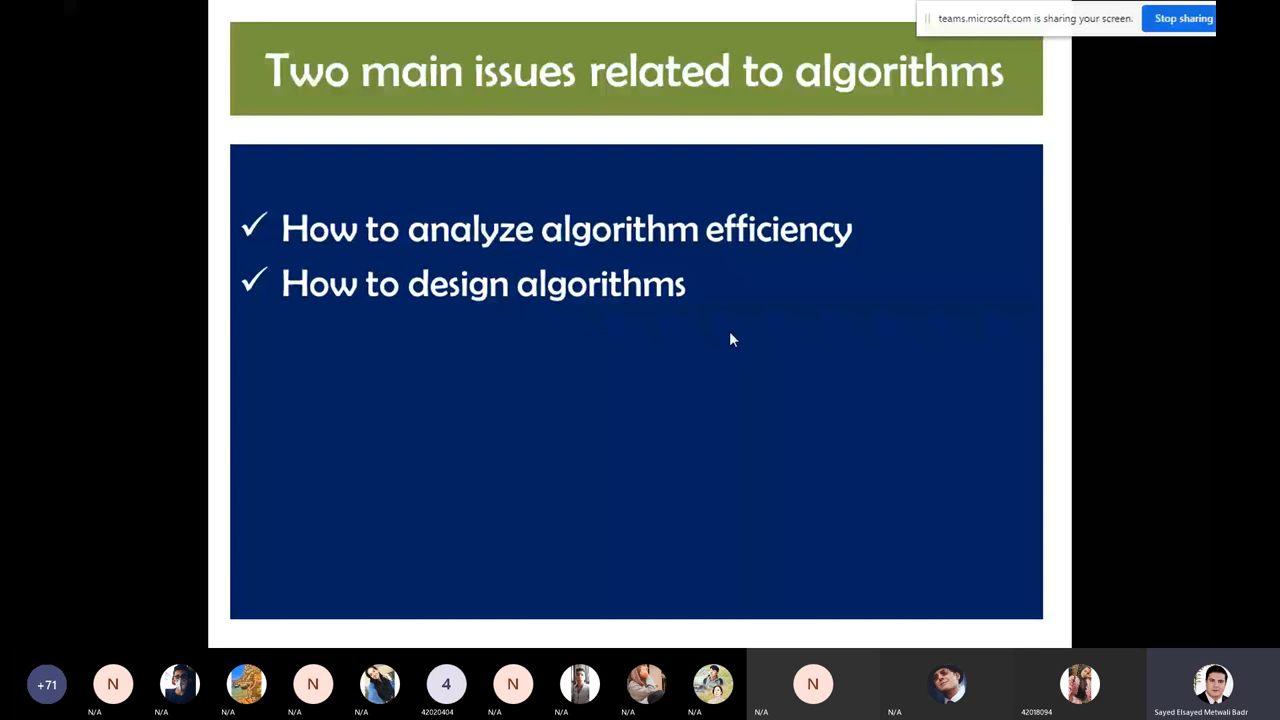 teams.microsoft.com is sharing your screen.
Stop sharing
Two main issues related to algorithms
✓ How to analyze algorithm efficiency
✓ How to design algorithms
+71
N
N
4
N
N
N/A
N/A
N/A
N/A
N/A
42020404
N/A
N/A
N/A
N/A
N/A
N/A
42018094
Sayed Elsayed Metwali Badr